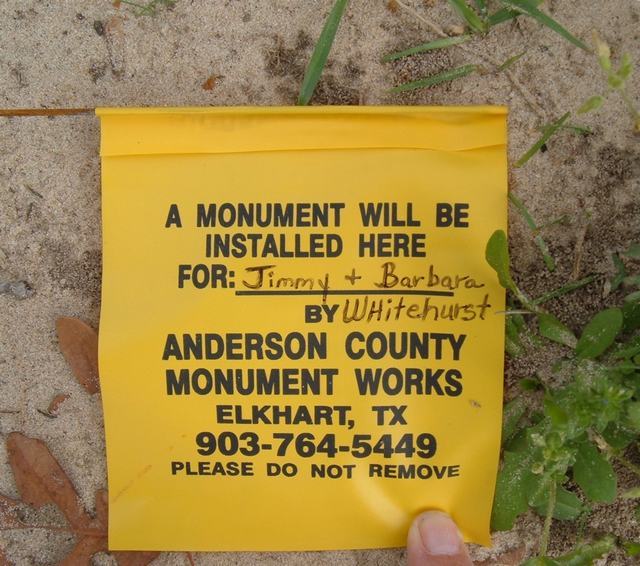 A MONUMENT WILL BE
INSTALLED HERE
FOR: Jimmy + Barbara
BY WHitehurst
ANDERSON COUNTY
MONUMENT WORKS
ELKHART, TX
903-764-5449
PLEASE DO NOT REMOVE